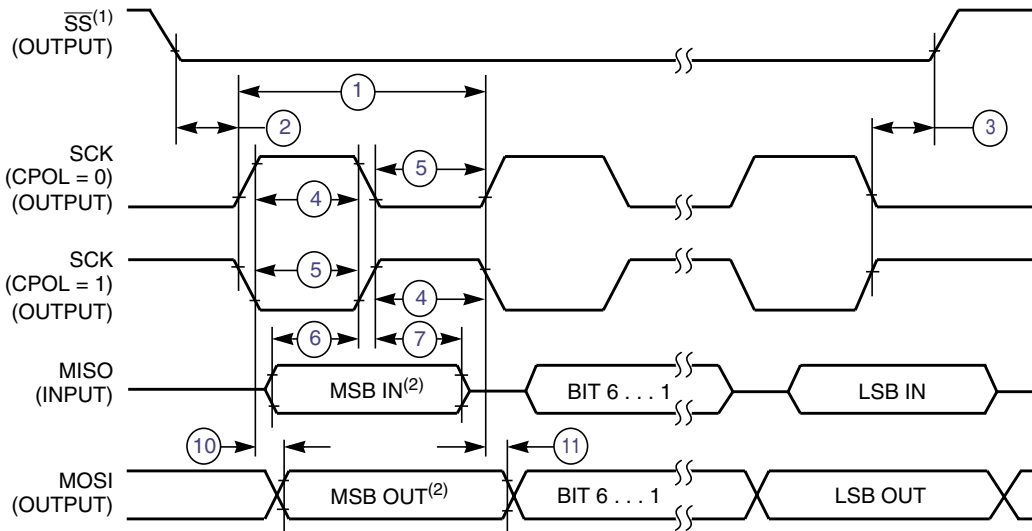 SS(1)
(OUTPUT)
1
2
3
SCK
(CPOL = 0)
(OUTPUT)
5
4
SCK
(CPOL = 1)
(OUTPUT)
5
4
6
7
MISO
(INPUT)
MSB IN(2)
BIT 6 . . . 1
LSB IN
10
11
MOSI
(OUTPUT)
MSB OUT(2)
BIT 6 . . . 1
LSB OUT